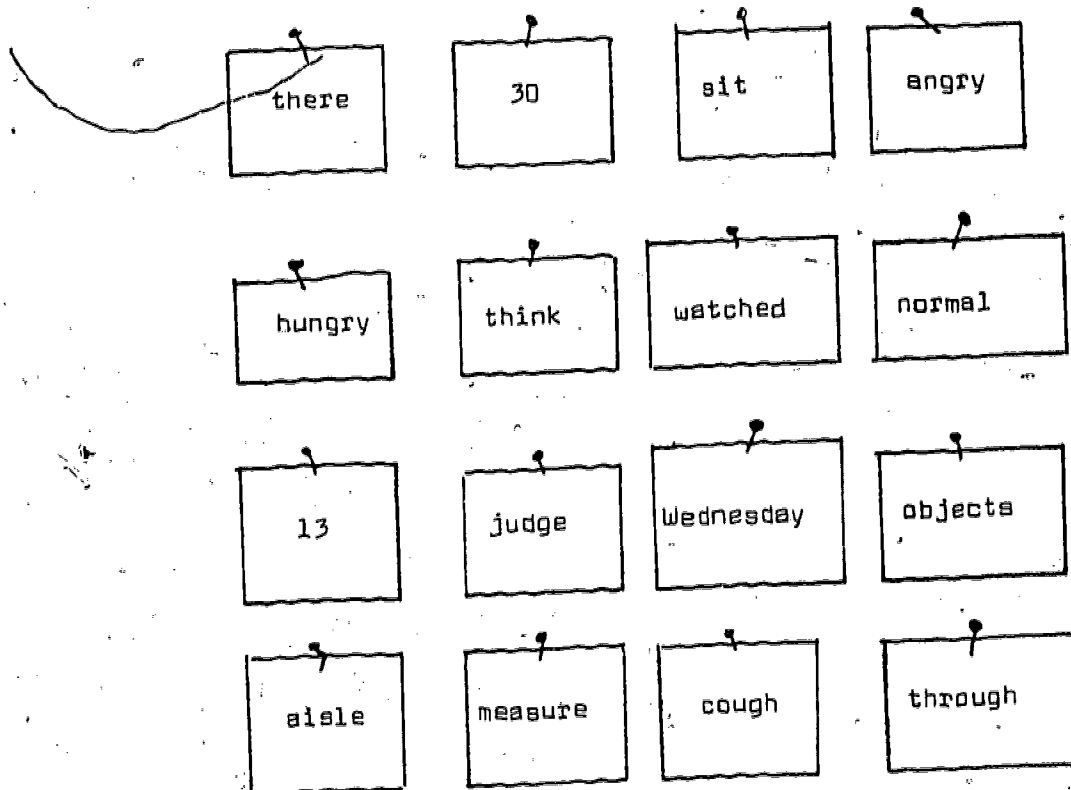 there 30 sit angry
hungry think watched normal
13 judge Wednesday objects
aisle measure cough through